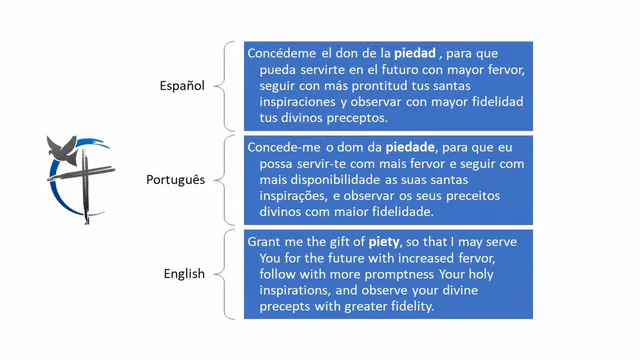 Español
Concédeme el don de la piedad , para que
pueda servirte en el futuro con mayor fervor,
seguir con más prontitud tus santas
inspiraciones y observar con mayor fidelidad
tus divinos preceptos.
Português
Concede-me o dom da piedade, para que eu
possa servir-te com mais fervor e seguir com
mais disponibilidade as suas santas
inspirações, e observar os seus preceitos
divinos com maior fidelidade.
English
Grant me the gift of piety, so that I may serve
You for the future with increased fervor,
follow with more promptness Your holy
inspirations, and observe your divine
precepts with greater fidelity.